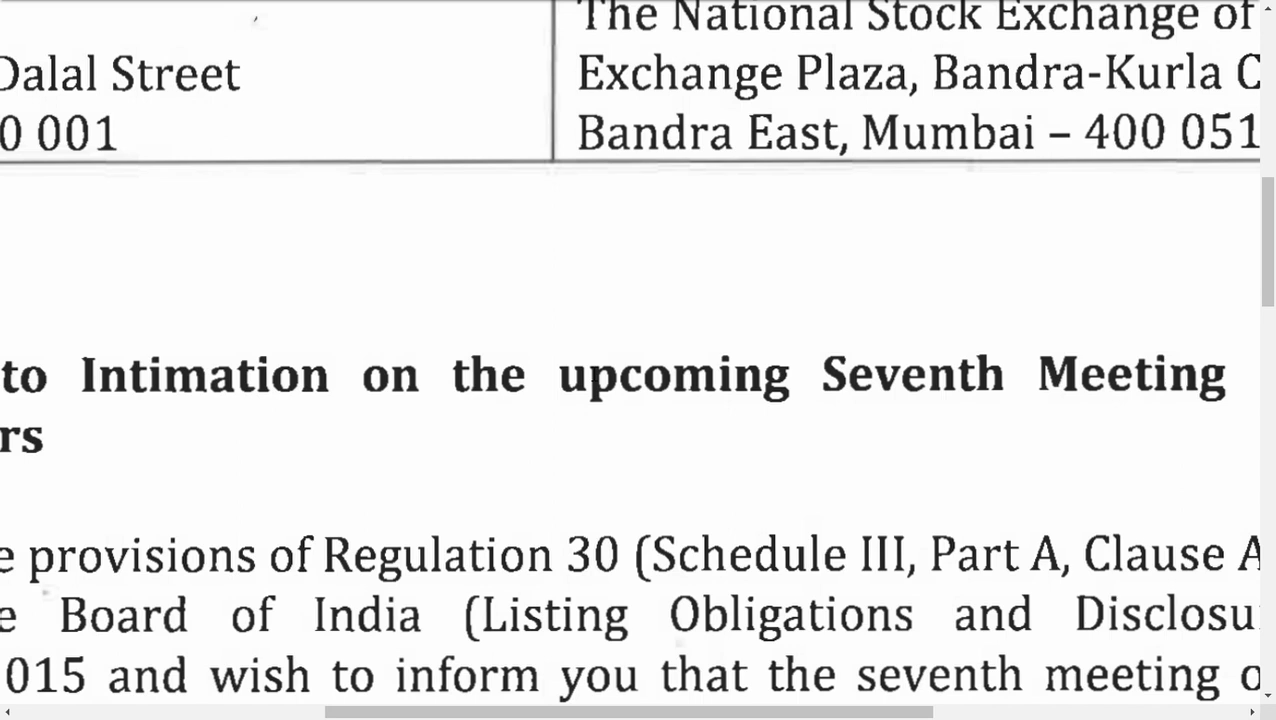 The National Stock Exchange of
Dalal Street
Exchange Plaza, Bandra-Kurla
0 001
Bandra East, Mumbai – 400 051
to Intimation on the upcoming Seventh Meeting
rs
provisions of Regulation 30 (Schedule III, Part A, Clause A
Board of India (Listing Obligations and Disclosu
015 and wish to inform you that the seventh meeting